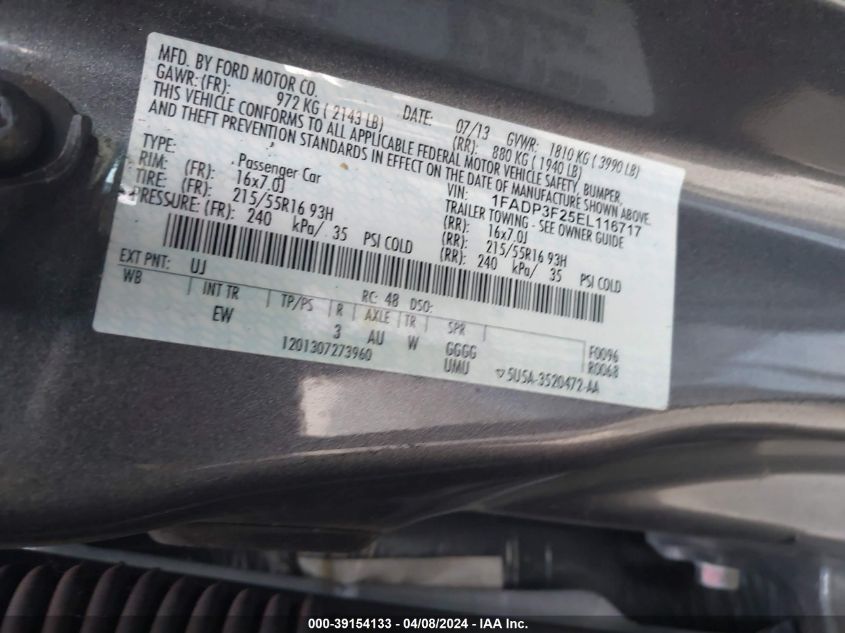 MFD. BY FORD MOTOR CO. DATE: 07/13 GVWR: 1810 KG ( 3990 LB)
GAWR: (FR): 972 KG ( 2143 LB) (RR): 880 KG ( 1940 LB)
THIS VEHICLE CONFORMS TO ALL APPLICABLE FEDERAL MOTOR VEHICLE SAFETY, BUMPER,
AND THEFT PREVENTION STANDARDS IN EFFECT ON THE DATE OF MANUFACTURE SHOWN ABOVE.
VIN: 1FADP3F25EL116717
TYPE: Passenger Car TRAILER TOWING - SEE OWNER GUIDE
RIM: (FR): 16x7.0J (RR): 16x7.0J
TIRE: (FR): 215/55R16 93H (RR): 215/55R16 93H
PRESSURE: (FR): 240 kPa/ 35 PSI COLD (RR): 240 kPa/ 35 PSI COLD
EXT PNT: UJ RC: 48 DSO:
WB INT TR TP/PS R AXLE TR SPR F0096
EW 3 AU W GGGG R0068
1201307273960 UMU ▽5U5A-3520472-AA
000-39154133 - 04/08/2024 - IAA Inc.